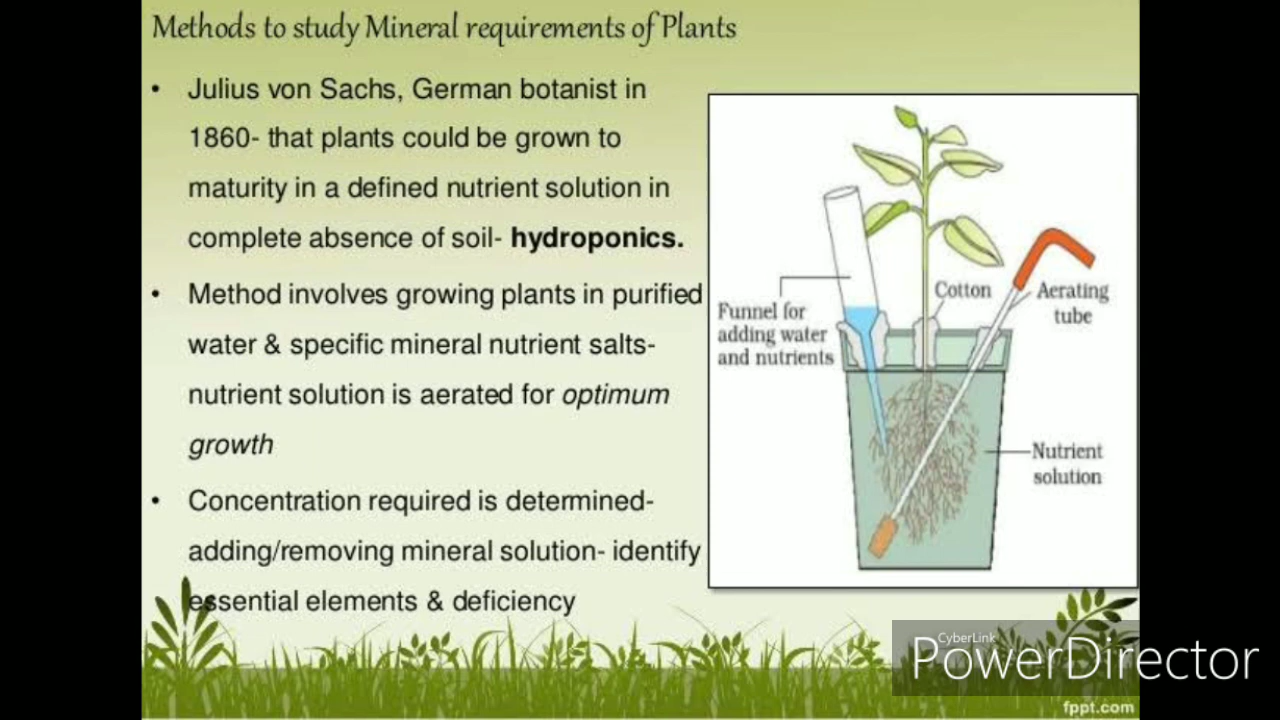 Methods to study Mineral requirements of Plants
• Julius von Sachs, German botanist in
1860- that plants could be grown to
maturity in a defined nutrient solution in
complete absence of soil- hydroponics.
• Method involves growing plants in purified
water & specific mineral nutrient salts-
nutrient solution is aerated for optimum
growth
• Concentration required is determined-
adding/removing mineral solution- identify
essential elements & deficiency
Funnel for
adding water
and nutrients
Cotton
Aerating
tube
Nutrient
solution
CyberLink
PowerDirector
fppt.com